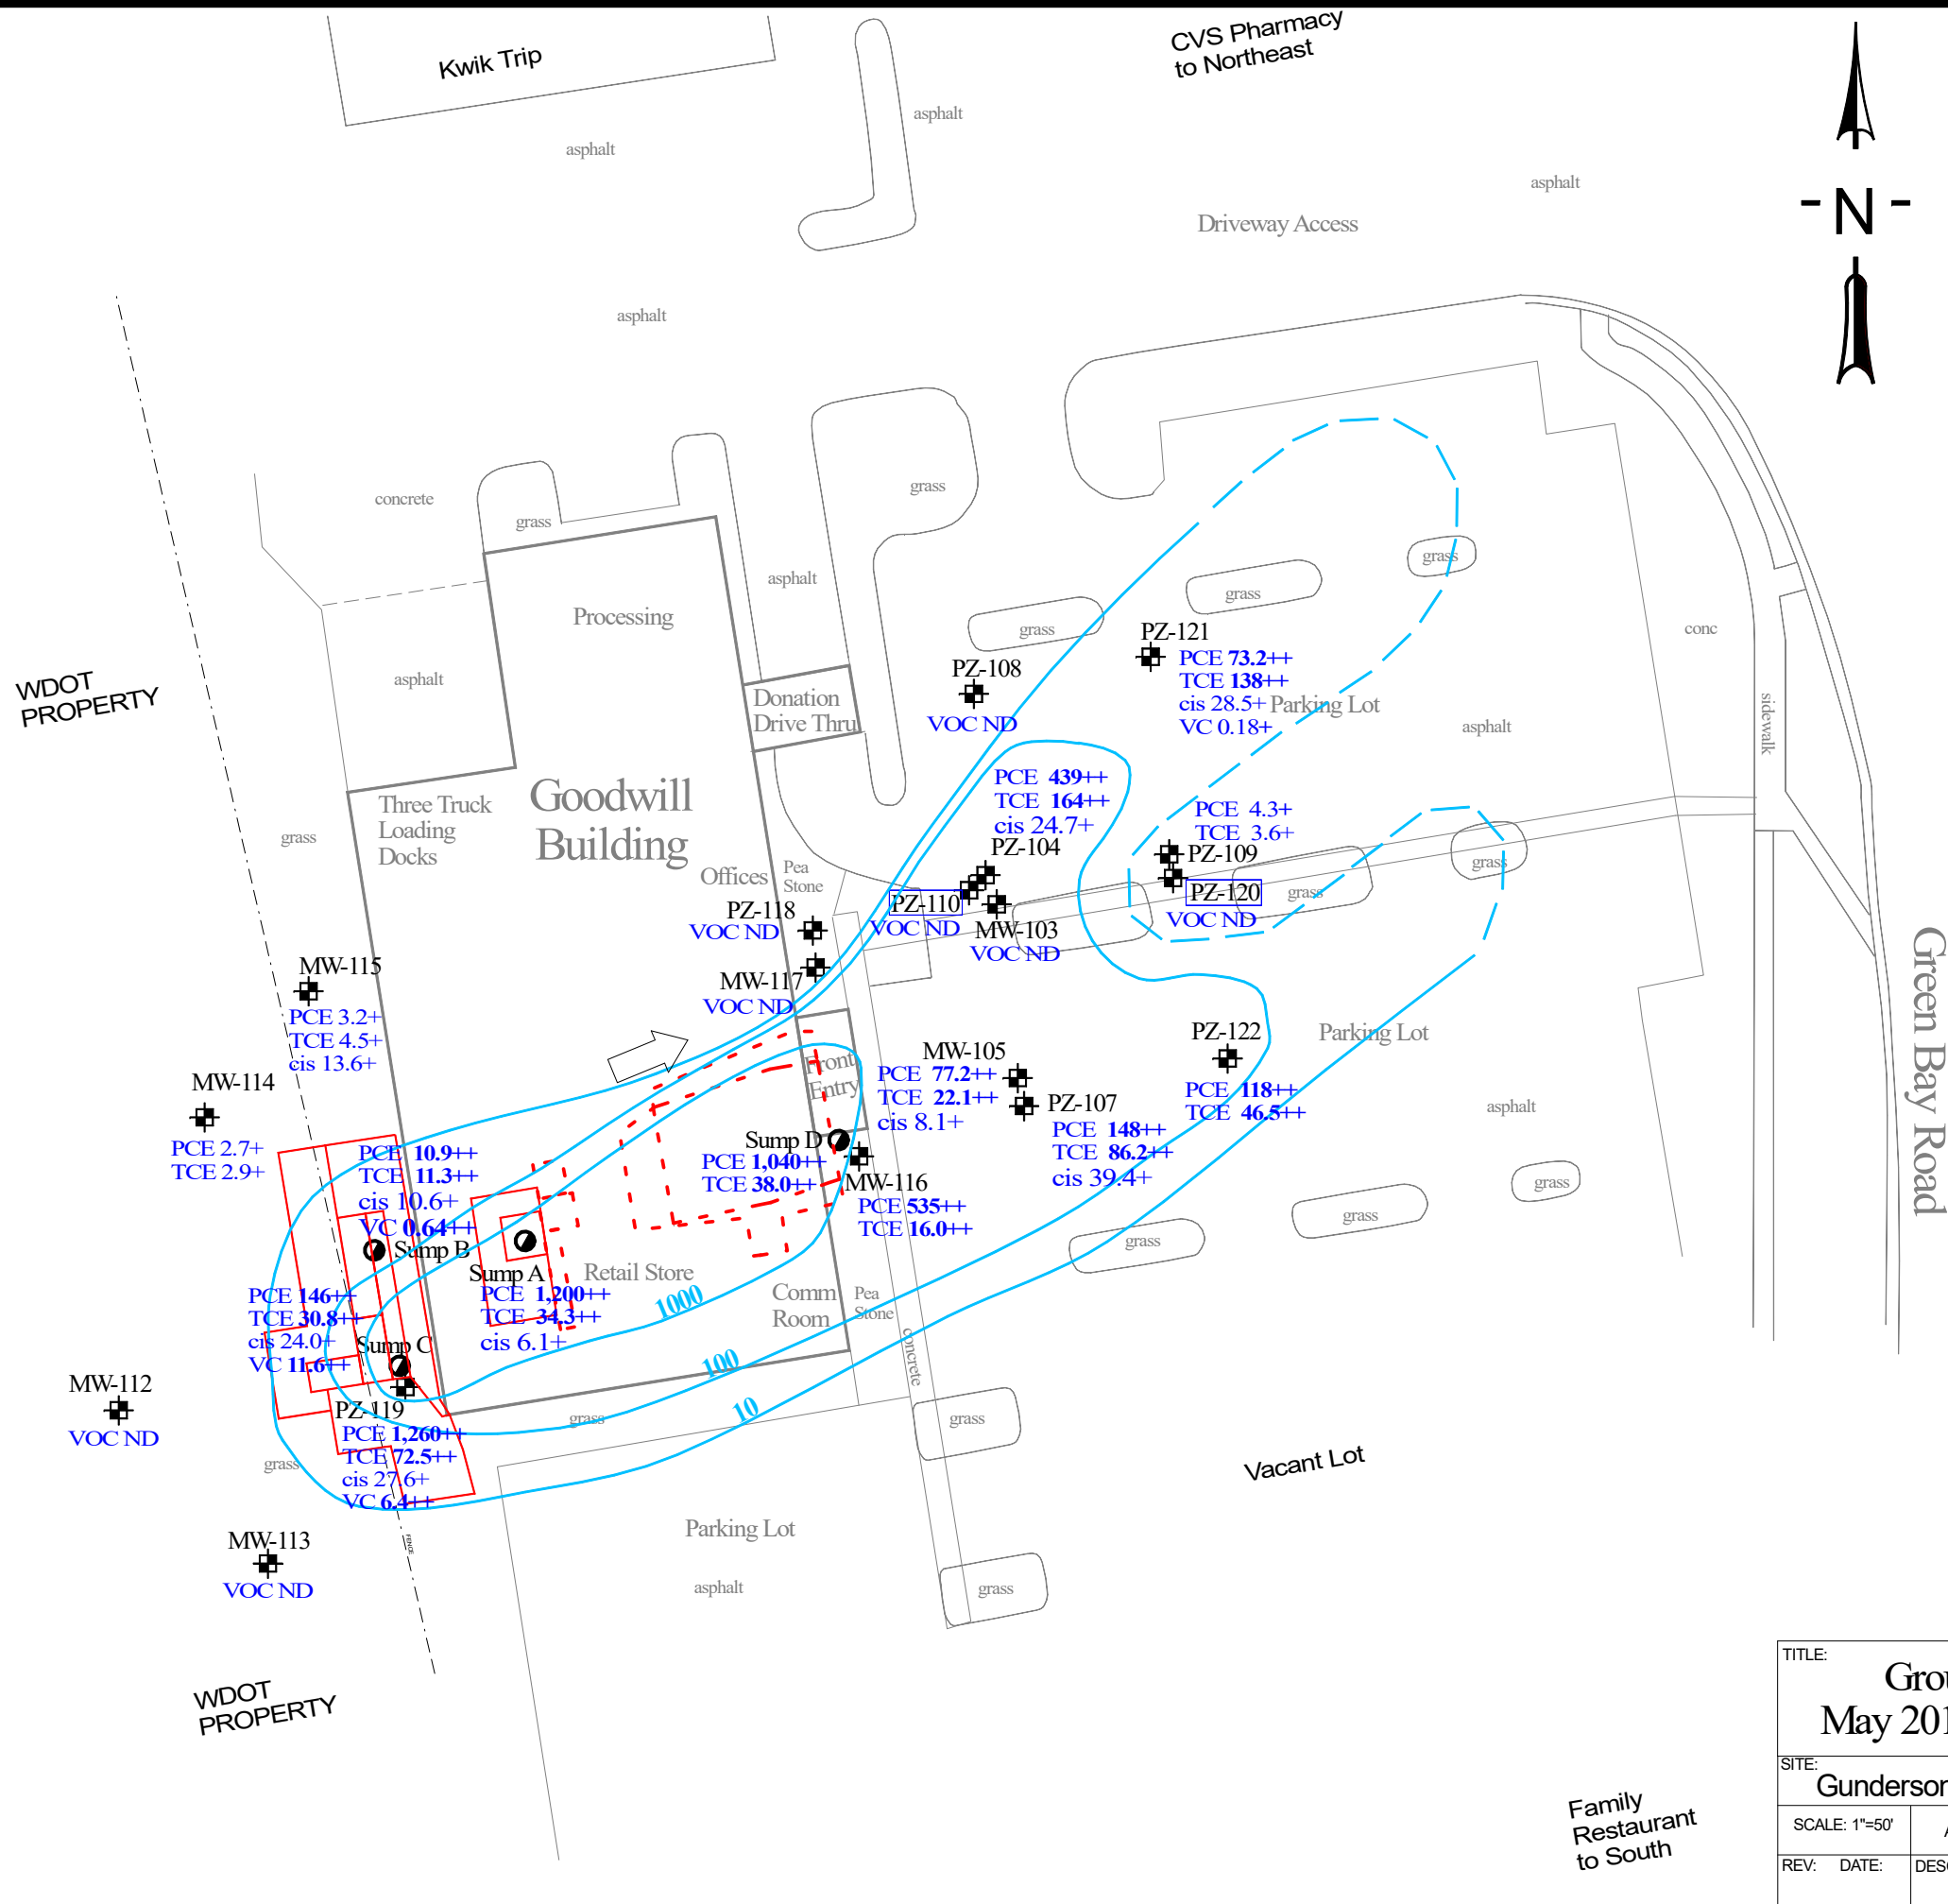 Kwik Trip
CVS Pharmacy
to Northeast
asphalt
asphalt
asphalt
- N -
Driveway Access
asphalt
concrete
grass
grass
asphalt
grass
grass
grass
Processing
conc
WDOT
PROPERTY
asphalt
Donation
Drive Thru
PZ-108
VOC ND
PZ-121
PCE 73.2++
TCE 138++
cis 28.5+
VC 0.18+
Parking Lot
asphalt
sidewalk
Three Truck
Loading
Docks
Goodwill
Building
grass
Offices
Pea
Stone
PCE 439++
TCE 164++
cis 24.7+
PZ-104
PCE 4.3+
TCE 3.6+
PZ-109
PZ-120
VOC ND
grass
grass
PZ-110
VOC ND
MW-103
VOC ND
PZ-118
VOC ND
MW-117
VOC ND
MW-115
PCE 3.2+
TCE 4.5+
cis 13.6+
MW-114
PCE 2.7+
TCE 2.9+
Green Bay Road
Front
Entry
MW-105
PCE 77.2++
TCE 22.1++
cis 8.1+
PZ-107
PCE 148++
TCE 86.2++
cis 39.4+
PZ-122
PCE 118++
TCE 46.5++
Parking Lot
asphalt
grass
grass
grass
PCE 10.9++
TCE 11.3++
cis 10.6+
VC 0.64++
Sump B
Sump D
PCE 1,040++
TCE 38.0++
MW-116
PCE 535++
TCE 16.0++
Sump A
PCE 1,200++
TCE 34.3++
cis 6.1+
Retail Store
1000
Comm
Room
Pea
Stone
concrete
PCE 146++
TCE 30.8++
cis 24.0+
VC 11.6++
Sump C
100
10
MW-112
VOC ND
PZ-119
PCE 1,260++
TCE 72.5++
cis 27.6+
VC 6.4++
grass
grass
grass
Vacant Lot
FENCE
MW-113
VOC ND
Parking Lot
asphalt
grass
WDOT
PROPERTY
Family
Restaurant
to South
TITLE:
Grou
May 201
SITE:
Gunderson
SCALE: 1"=50'
A
REV:
DATE:
DESC